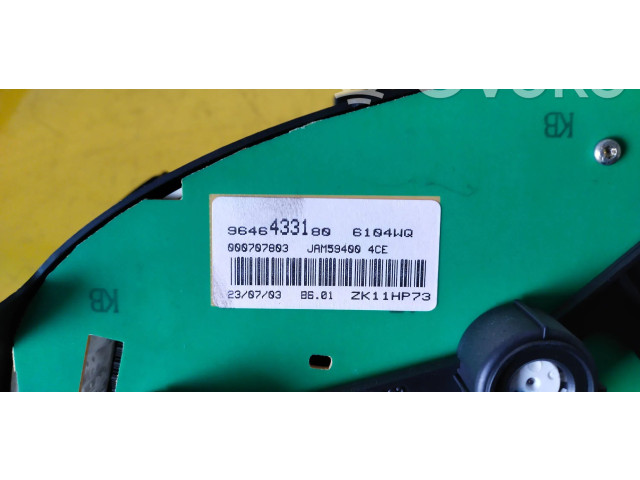 KB
9646433180 6104WQ
000707803 JAM59400 4CE
23/07/03 B6.01 ZK11HP73
KB